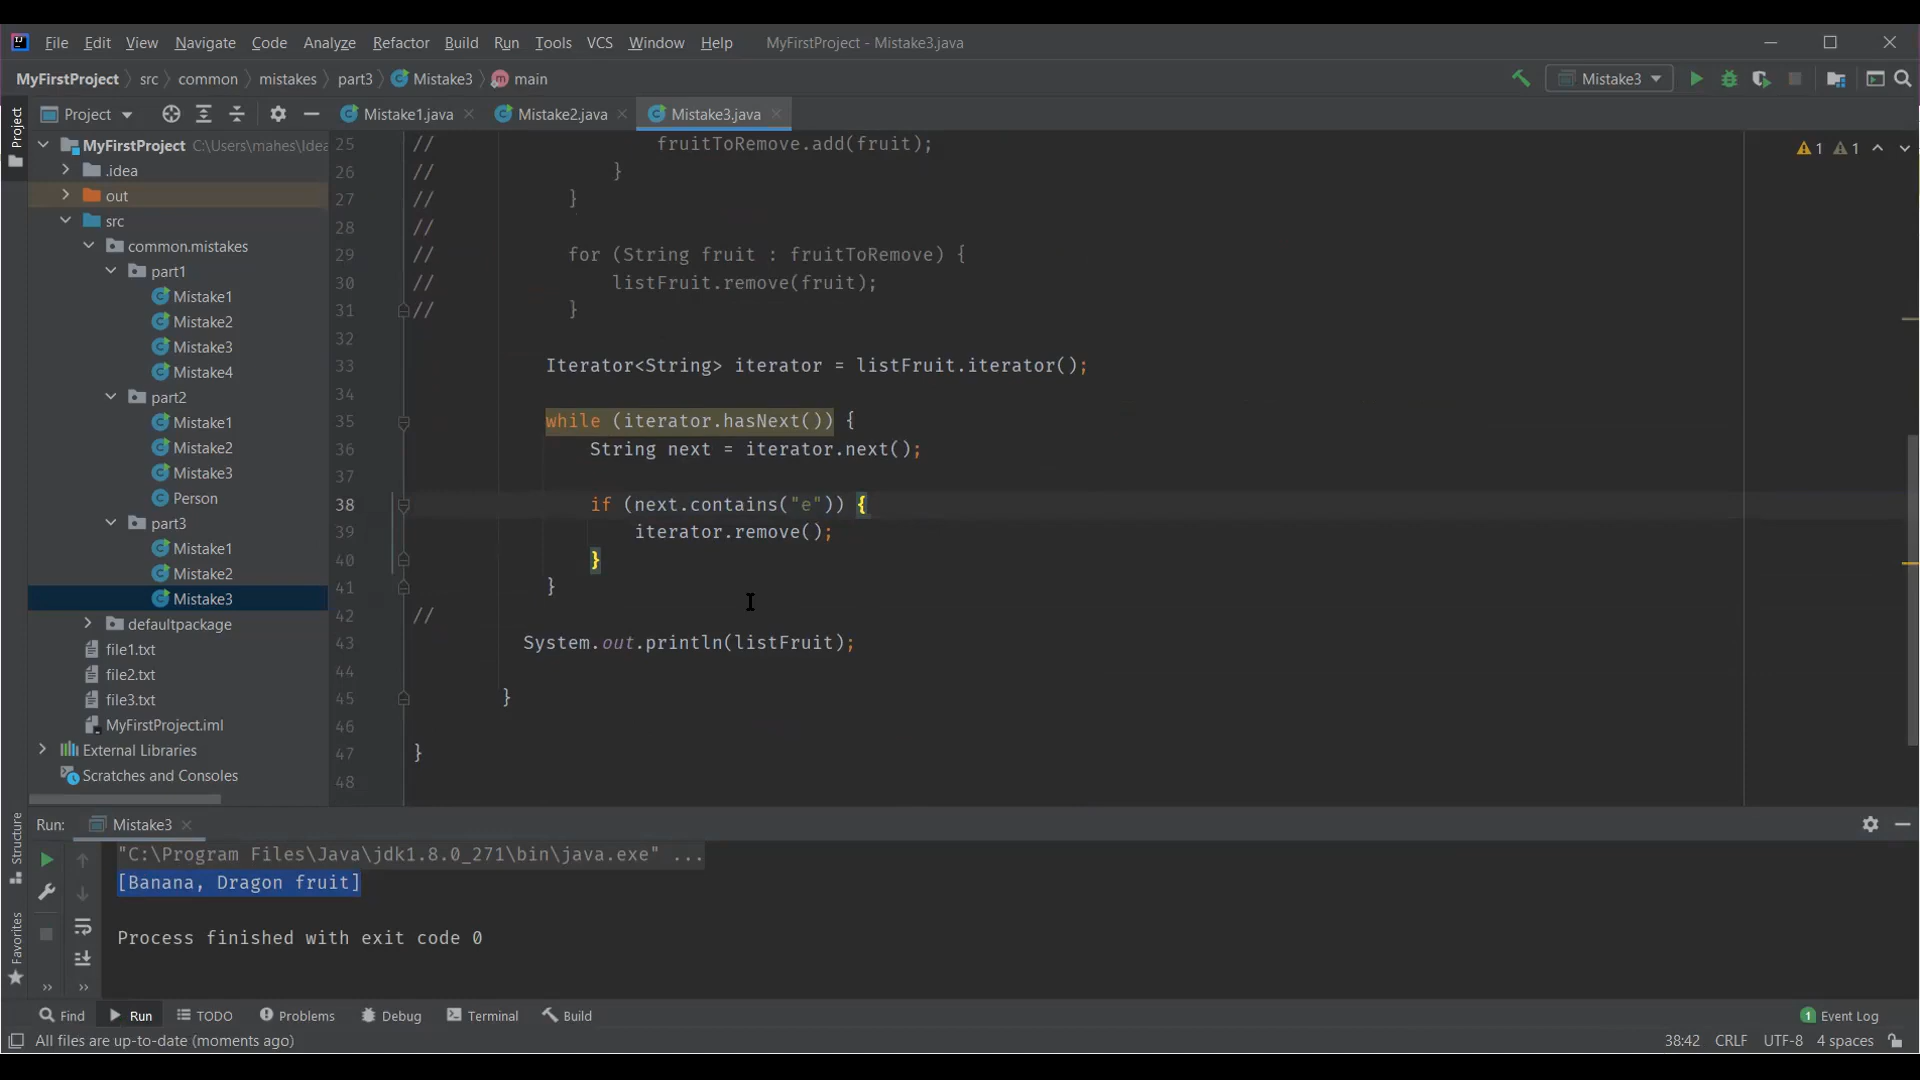 File Edit View Navigate Code Analyze Refactor Build Run Tools VCS Window Help MyFirstProject - Mistake3.java
MyFirstProject src common mistakes part3 Mistake3 main Mistake3
Project Mistake1.java Mistake2.java Mistake3.java
Project
MyFirstProject C:\Users\mahes\Idea
.idea
out
src
common.mistakes
part1
Mistake1
Mistake2
Mistake3
Mistake4
part2
Mistake1
Mistake2
Mistake3
Person
part3
Mistake1
Mistake2
Mistake3
defaultpackage
file1.txt
file2.txt
file3.txt
MyFirstProject.iml
External Libraries
Scratches and Consoles
1 1
25 // fruitToRemove.add(fruit);
26 // }
27 // }
28 //
29 // for (String fruit : fruitToRemove) {
30 // listFruit.remove(fruit);
31 // }
32
33 Iterator<String> iterator = listFruit.iterator();
34
35 while (iterator.hasNext()) {
36 String next = iterator.next();
37
38 if (next.contains("e")) {
39 iterator.remove();
40 }
41 }
42 //
43 System.out.println(listFruit);
44
45 }
46
47 }
48
Structure
Favorites
Run: Mistake3
"C:\Program Files\Java\jdk1.8.0_271\bin\java.exe" ...
[Banana, Dragon fruit]
Process finished with exit code 0
Find Run TODO Problems Debug Terminal Build 1 Event Log
All files are up-to-date (moments ago) 38:42 CRLF UTF-8 4 spaces